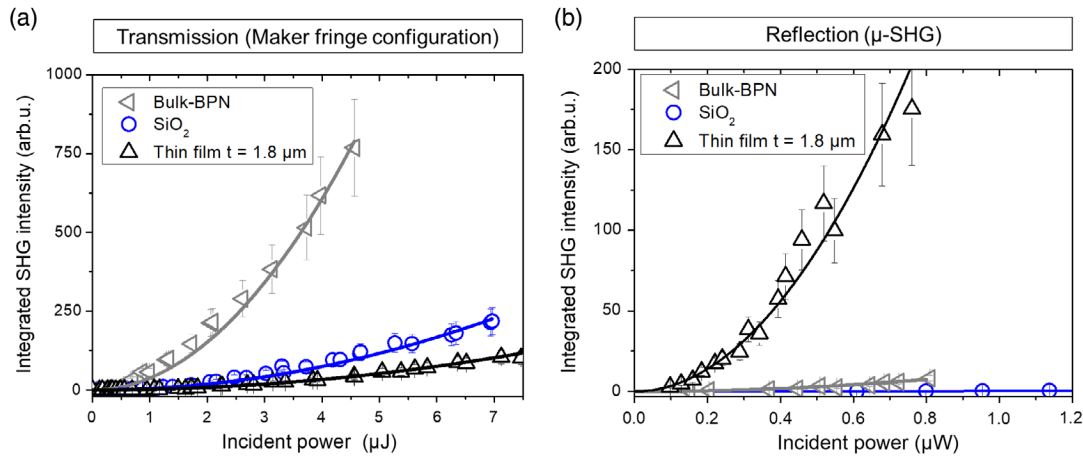 (a)
Transmission (Maker fringe configuration)
1000
750
500
250
0
Integrated SHG intensity (arb.u.)
Bulk-BPN
SiO₂
Thin film t = 1.8 µm
0 1 2 3 4 5 6 7
Incident power (µJ)
(b)
Reflection (µ-SHG)
200
150
100
50
0
Integrated SHG intensity (arb.u.)
Bulk-BPN
SiO₂
Thin film t = 1.8 µm
0.0 0.2 0.4 0.6 0.8 1.0 1.2
Incident power (µW)